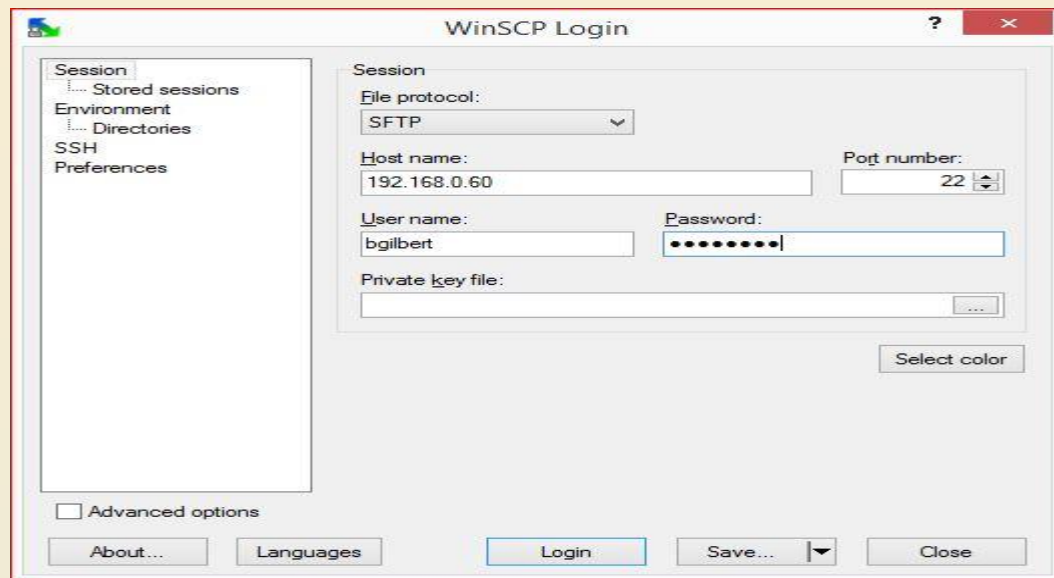 WinSCP Login
?
Session
Stored sessions
Environment
Directories
SSH
Preferences
Session
File protocol:
SFTP
Host name:
Port number:
192.168.0.60
22
User name:
Password:
bgilbert
●●●●●●●●
Private key file:
...
Select color
Advanced options
About...
Languages
Login
Save...
Close